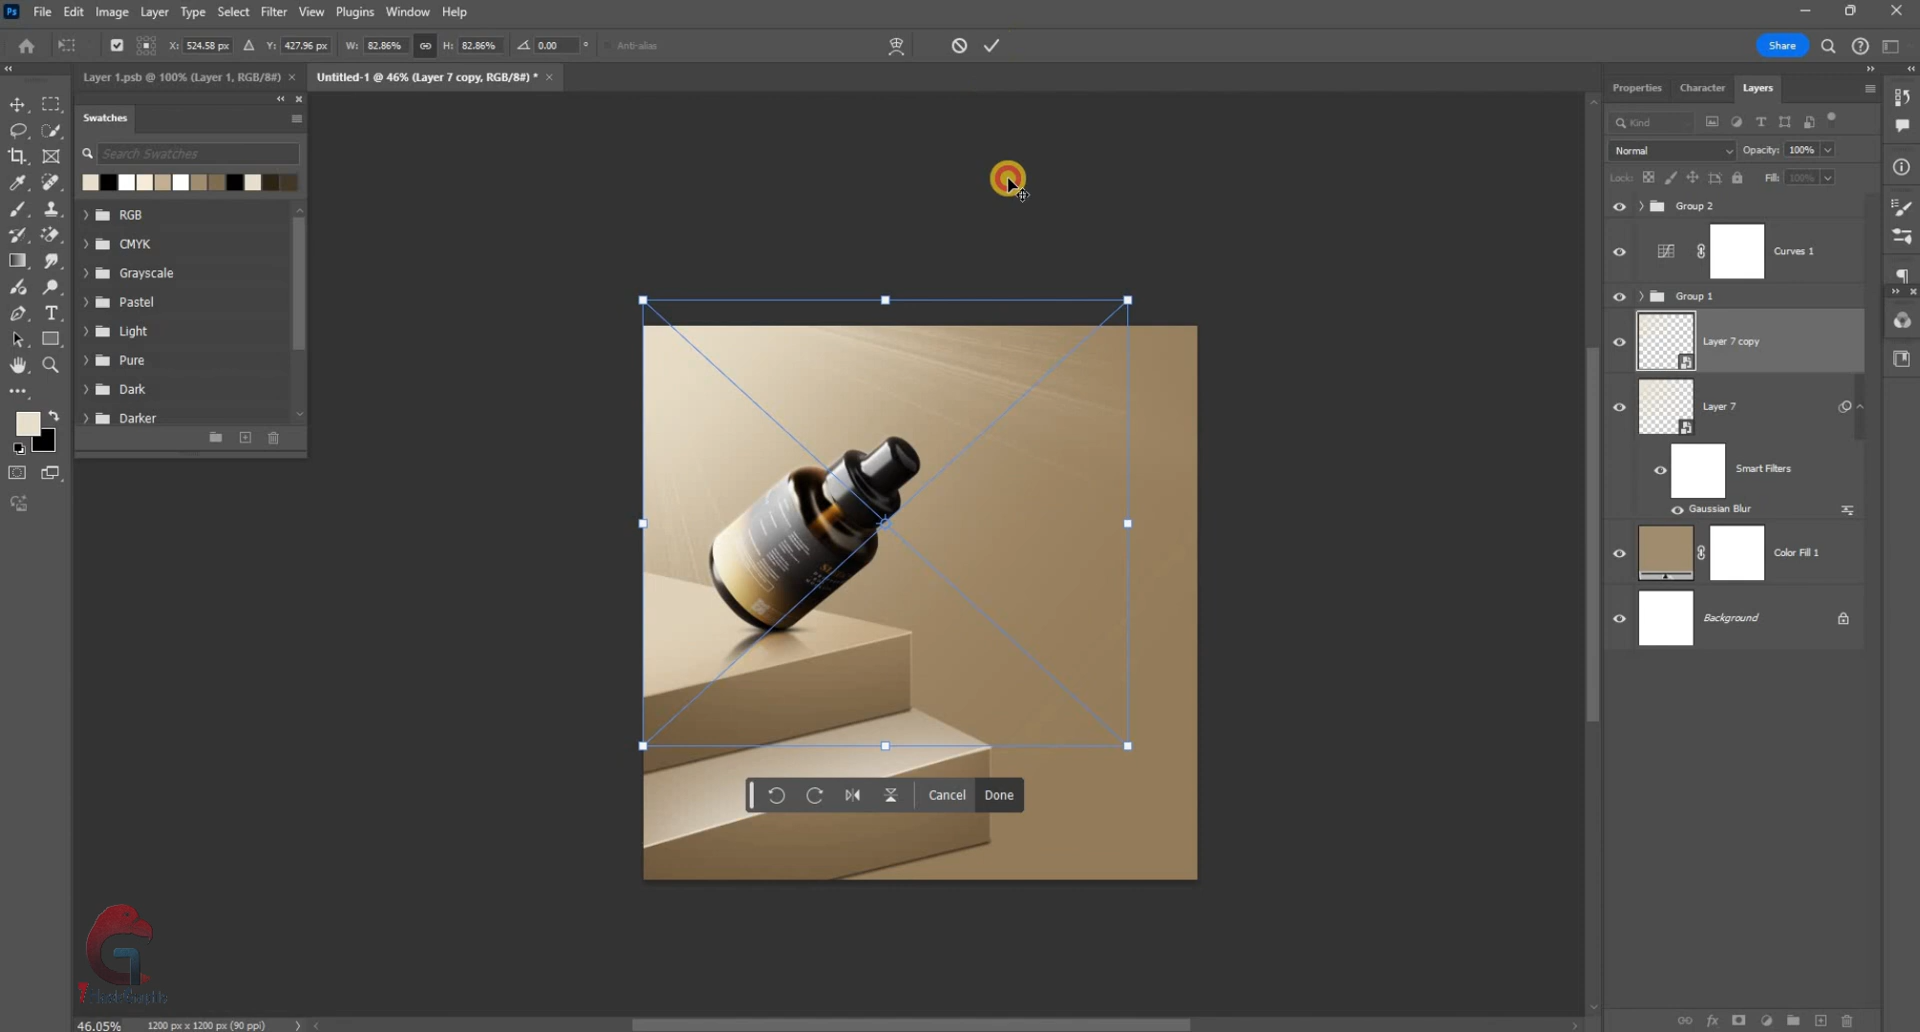 Ps File Edit Image Layer Type Select Filter View Plugins Window Help
X: 524.58 px Y: 427.96 px W: 82.86% H: 82.86% 0.00 ° Anti-alias Share
Layer 1.psb @ 100% (Layer 1, RGB/8#) × Untitled-1 @ 46% (Layer 7 copy, RGB/8#) * ×
Properties Character Layers
Swatches
Search Swatches
RGB
CMYK
Grayscale
Pastel
Light
Pure
Dark
Darker
Kind
Normal Opacity: 100%
Lock: Fill: 100%
Group 2
Curves 1
Group 1
Layer 7 copy
Layer 7
Smart Filters
Gaussian Blur
Color Fill 1
Background
Cancel Done
46.05% 1200 px x 1200 px (90 ppi)